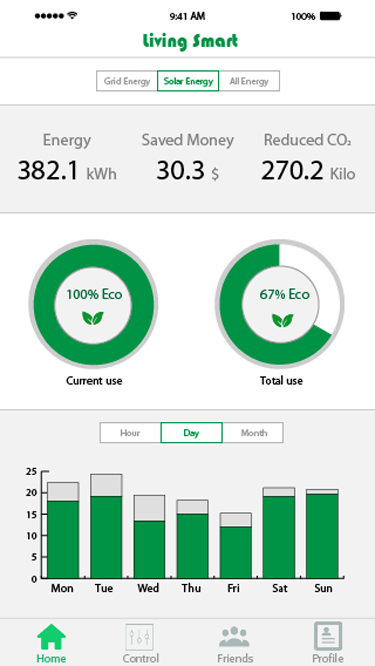 9:41 AM 100%
Living Smart
Grid Energy Solar Energy All Energy
Energy Saved Money Reduced CO₂
382.1 kWh 30.3 $ 270.2 Kilo
100% Eco 67% Eco
Current use Total use
Hour Day Month
25
20
15
10
5
0
Mon Tue Wed Thu Fri Sat Sun
Home Control Friends Profile